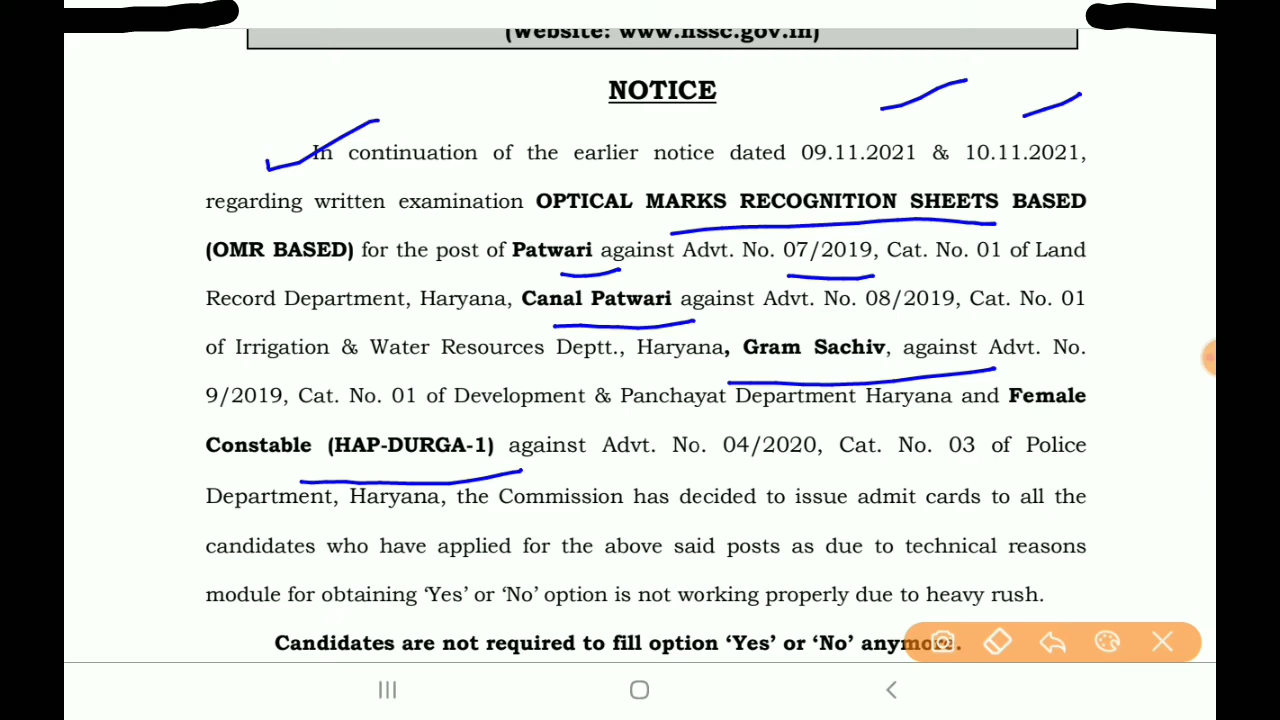 (Website: www.hssc.gov.in)
NOTICE
In continuation of the earlier notice dated 09.11.2021 & 10.11.2021,
regarding written examination OPTICAL MARKS RECOGNITION SHEETS BASED
(OMR BASED) for the post of Patwari against Advt. No. 07/2019, Cat. No. 01 of Land
Record Department, Haryana, Canal Patwari against Advt. No. 08/2019, Cat. No. 01
of Irrigation & Water Resources Deptt., Haryana, Gram Sachiv, against Advt. No.
9/2019, Cat. No. 01 of Development & Panchayat Department Haryana and Female
Constable (HAP-DURGA-1) against Advt. No. 04/2020, Cat. No. 03 of Police
Department, Haryana, the Commission has decided to issue admit cards to all the
candidates who have applied for the above said posts as due to technical reasons
module for obtaining ‘Yes’ or ‘No’ option is not working properly due to heavy rush.
Candidates are not required to fill option ‘Yes’ or ‘No’ anymore.